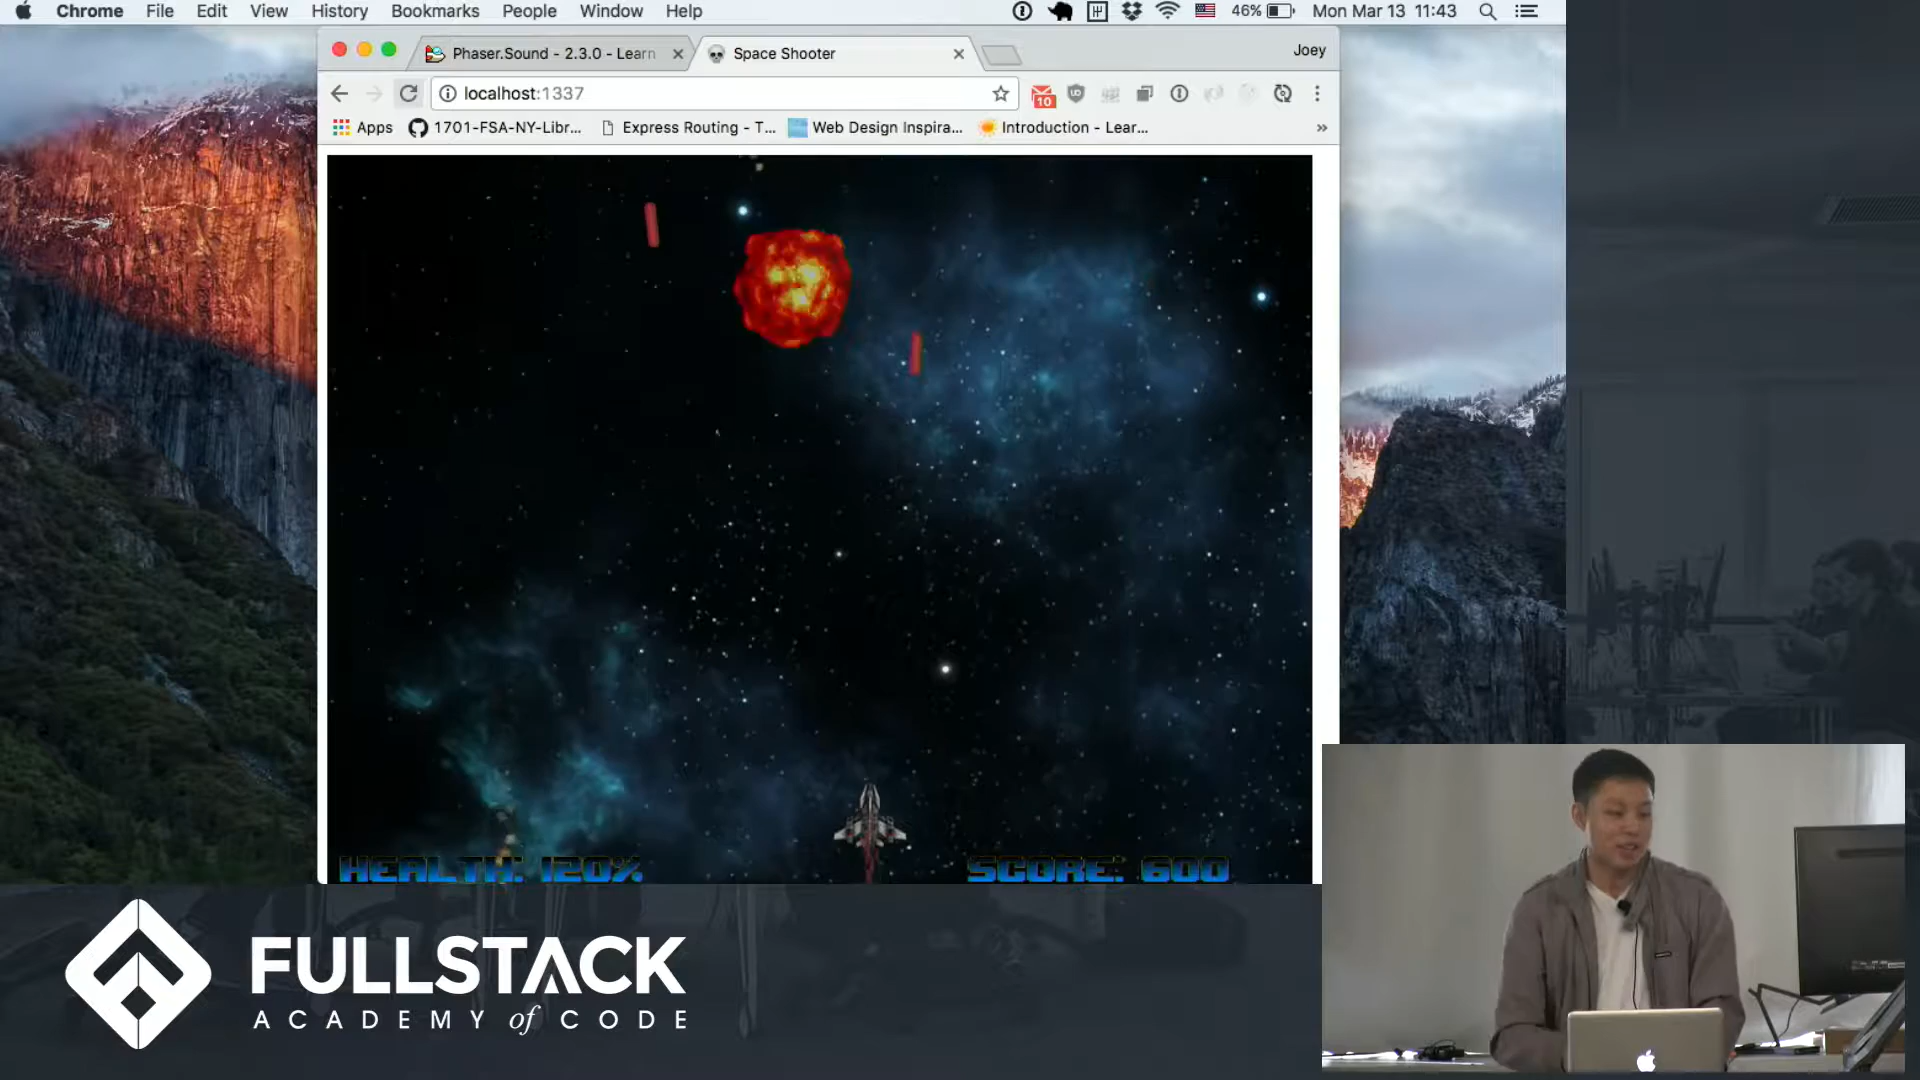 Chrome File Edit View History Bookmarks People Window Help 46% Mon Mar 13 11:43
Phaser.Sound - 2.3.0 - Learn
Space Shooter
Joey
localhost:1337
10
Apps 1701-FSA-NY-Libr... Express Routing - T... Web Design Inspira... Introduction - Lear... »
HEALTH: 120% SCORE: 600
FULLSTACK
ACADEMY of CODE